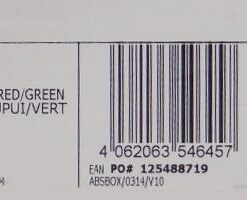 RED/GREEN
UPUI/VERT
4 062063 546457
EAN PO# 125488719
ABSBOX/0314/V10